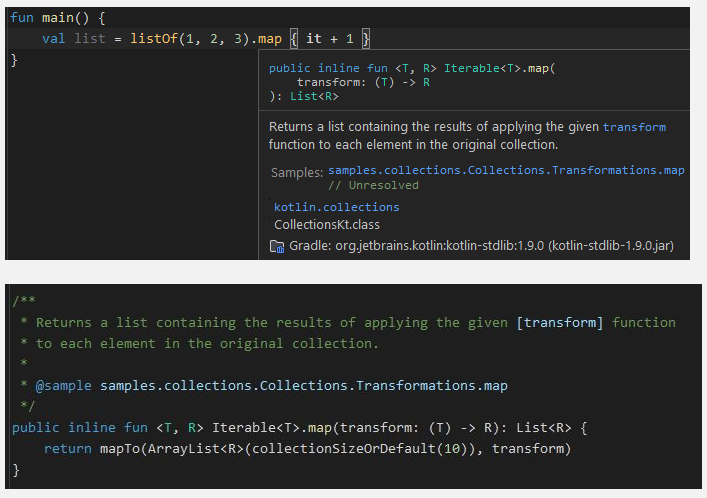 fun main() {
val list = listOf(1, 2, 3).map { it + 1 }
}
public inline fun <T, R> Iterable<T>.map(
transform: (T) -> R
): List<R>
Returns a list containing the results of applying the given transform
function to each element in the original collection.
Samples: samples.collections.Collections.Transformations.map
// Unresolved
kotlin.collections
CollectionsKt.class
Gradle: org.jetbrains.kotlin:kotlin-stdlib:1.9.0 (kotlin-stdlib-1.9.0.jar)
/**
* Returns a list containing the results of applying the given [transform] function
* to each element in the original collection.
*
* @sample samples.collections.Collections.Transformations.map
*/
public inline fun <T, R> Iterable<T>.map(transform: (T) -> R): List<R> {
return mapTo(ArrayList<R>(collectionSizeOrDefault(10)), transform)
}